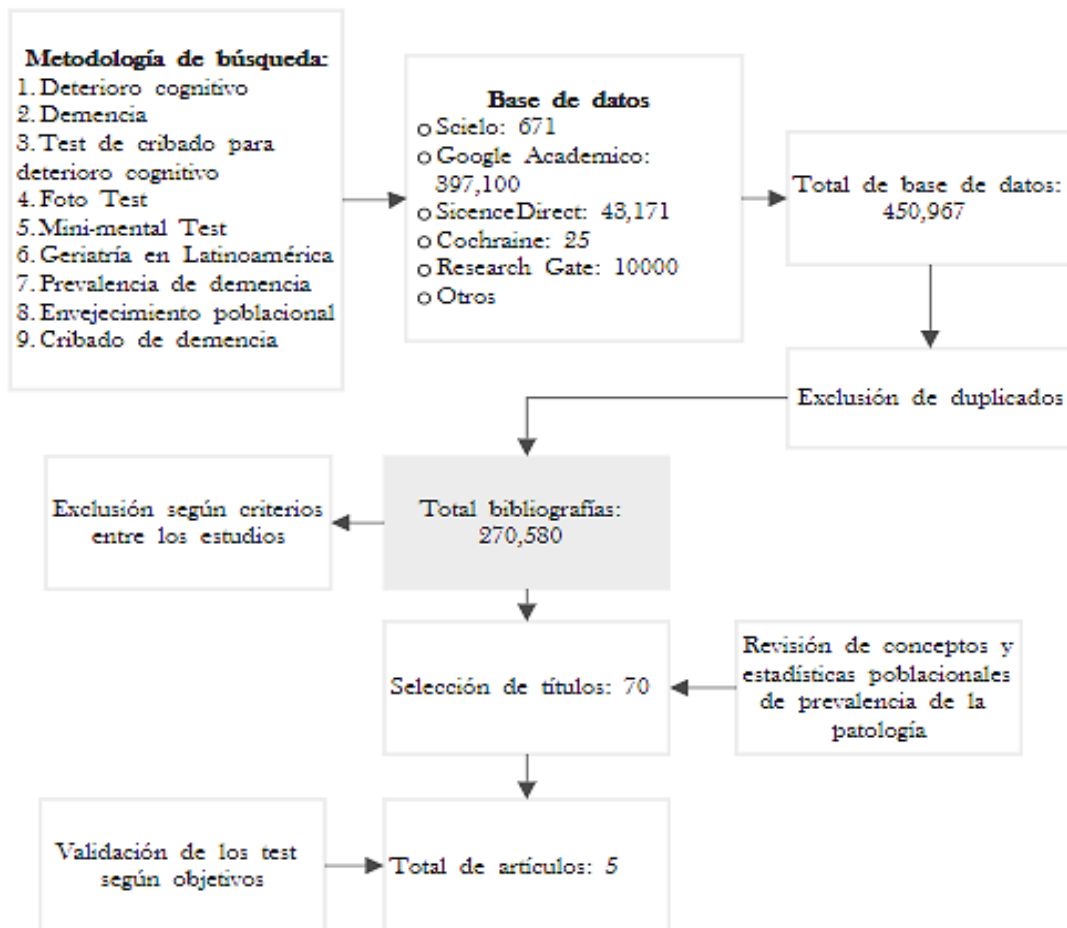 Metodología de búsqueda:
1. Deterioro cognitivo
2. Demencia
3. Test de cribado para
deterioro cognitivo
4. Foto Test
5. Mini-mental Test
6. Geriatría en Latinoamérica
7. Prevalencia de demencia
8. Envejecimiento poblacional
9. Cribado de demencia
Base de datos
o Scielo: 671
o Google Academico:
397,100
o SicenceDirect: 43,171
o Cochraine: 25
o Research Gate: 10000
o Otros
Total de base de datos:
450,967
Exclusión de duplicados
Total bibliografías:
270,580
Exclusión según criterios
entre los estudios
Selección de títulos: 70
Revisión de conceptos y
estadísticas poblacionales
de prevalencia de la
patología
Validación de los test
según objetivos
Total de artículos: 5